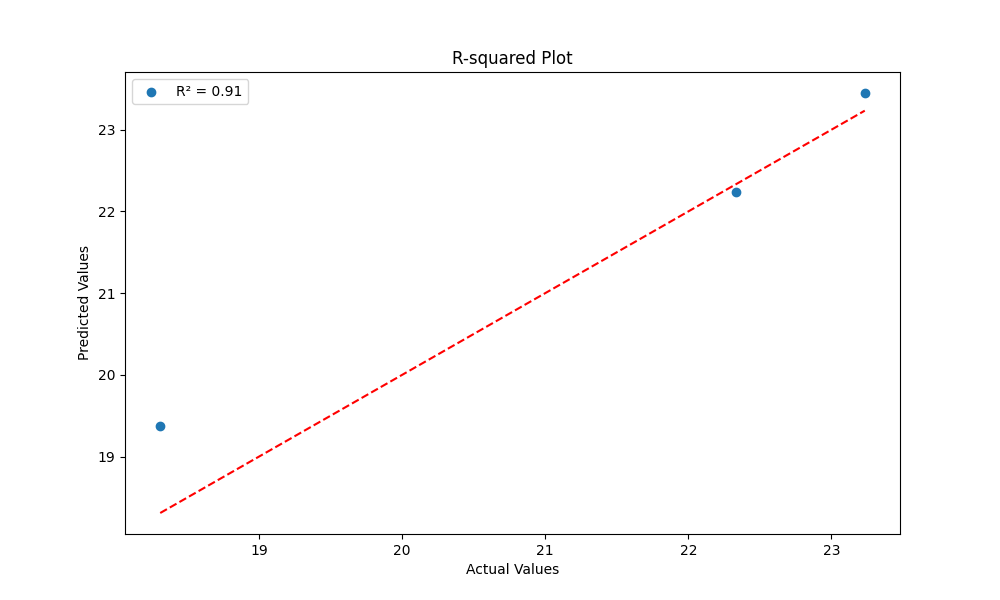 R-squared Plot
R² = 0.91
Predicted Values
23
22
21
20
19
19
20
21
22
23
Actual Values